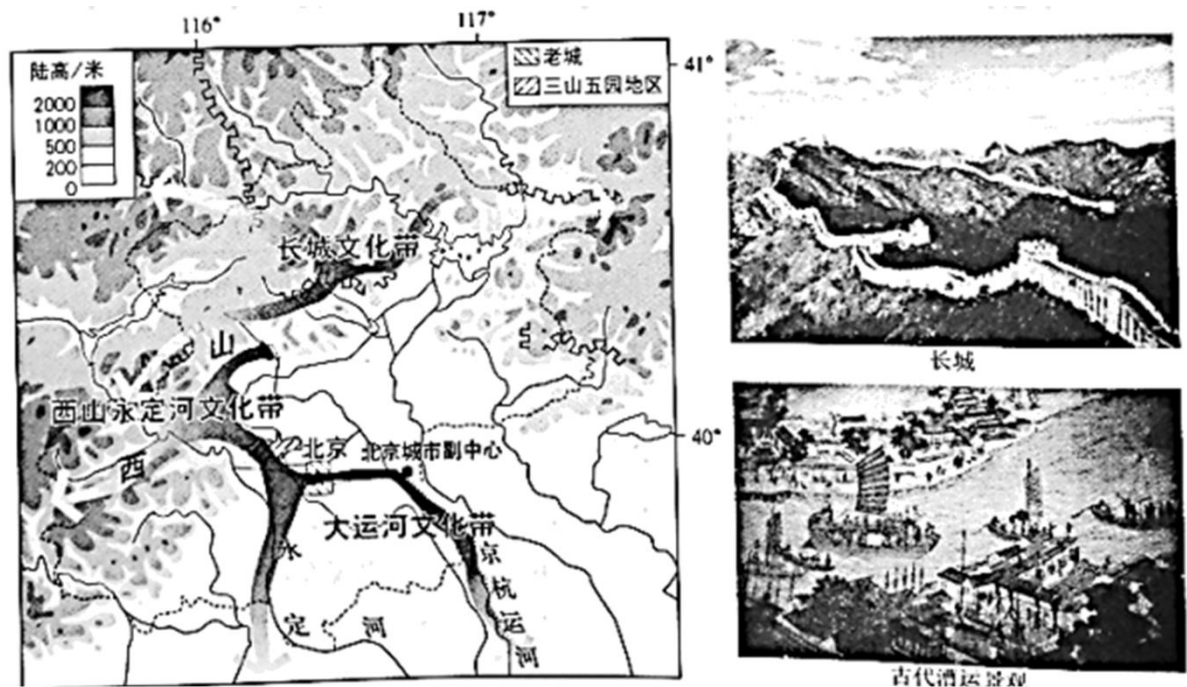 116°
117°
陆高/米
2000
1000
500
200
0
老城
三山五园地区
41°
长城文化带
山
西山永定河文化带
西
北京
北京城市副中心
40°
大运河文化带
永
定
河
京
杭
运
河
长城
古代漕运景观